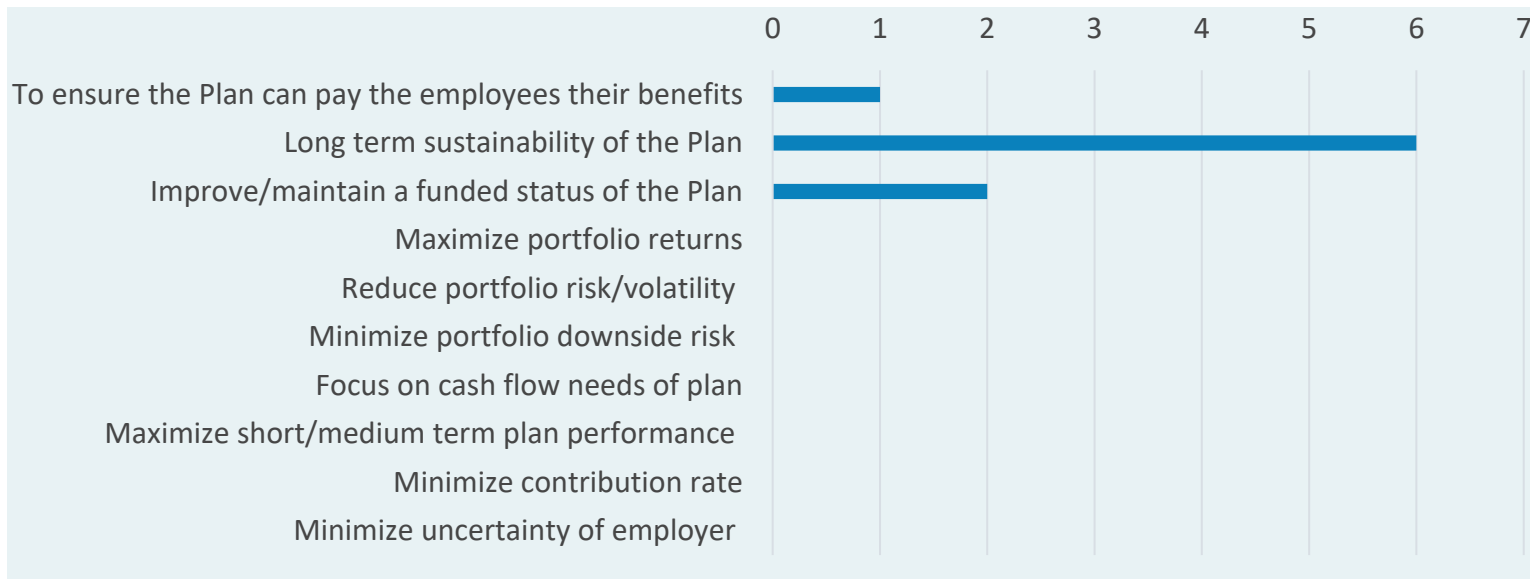 0 1 2 3 4 5 6 7
To ensure the Plan can pay the employees their benefits
Long term sustainability of the Plan
Improve/maintain a funded status of the Plan
Maximize portfolio returns
Reduce portfolio risk/volatility
Minimize portfolio downside risk
Focus on cash flow needs of plan
Maximize short/medium term plan performance
Minimize contribution rate
Minimize uncertainty of employer